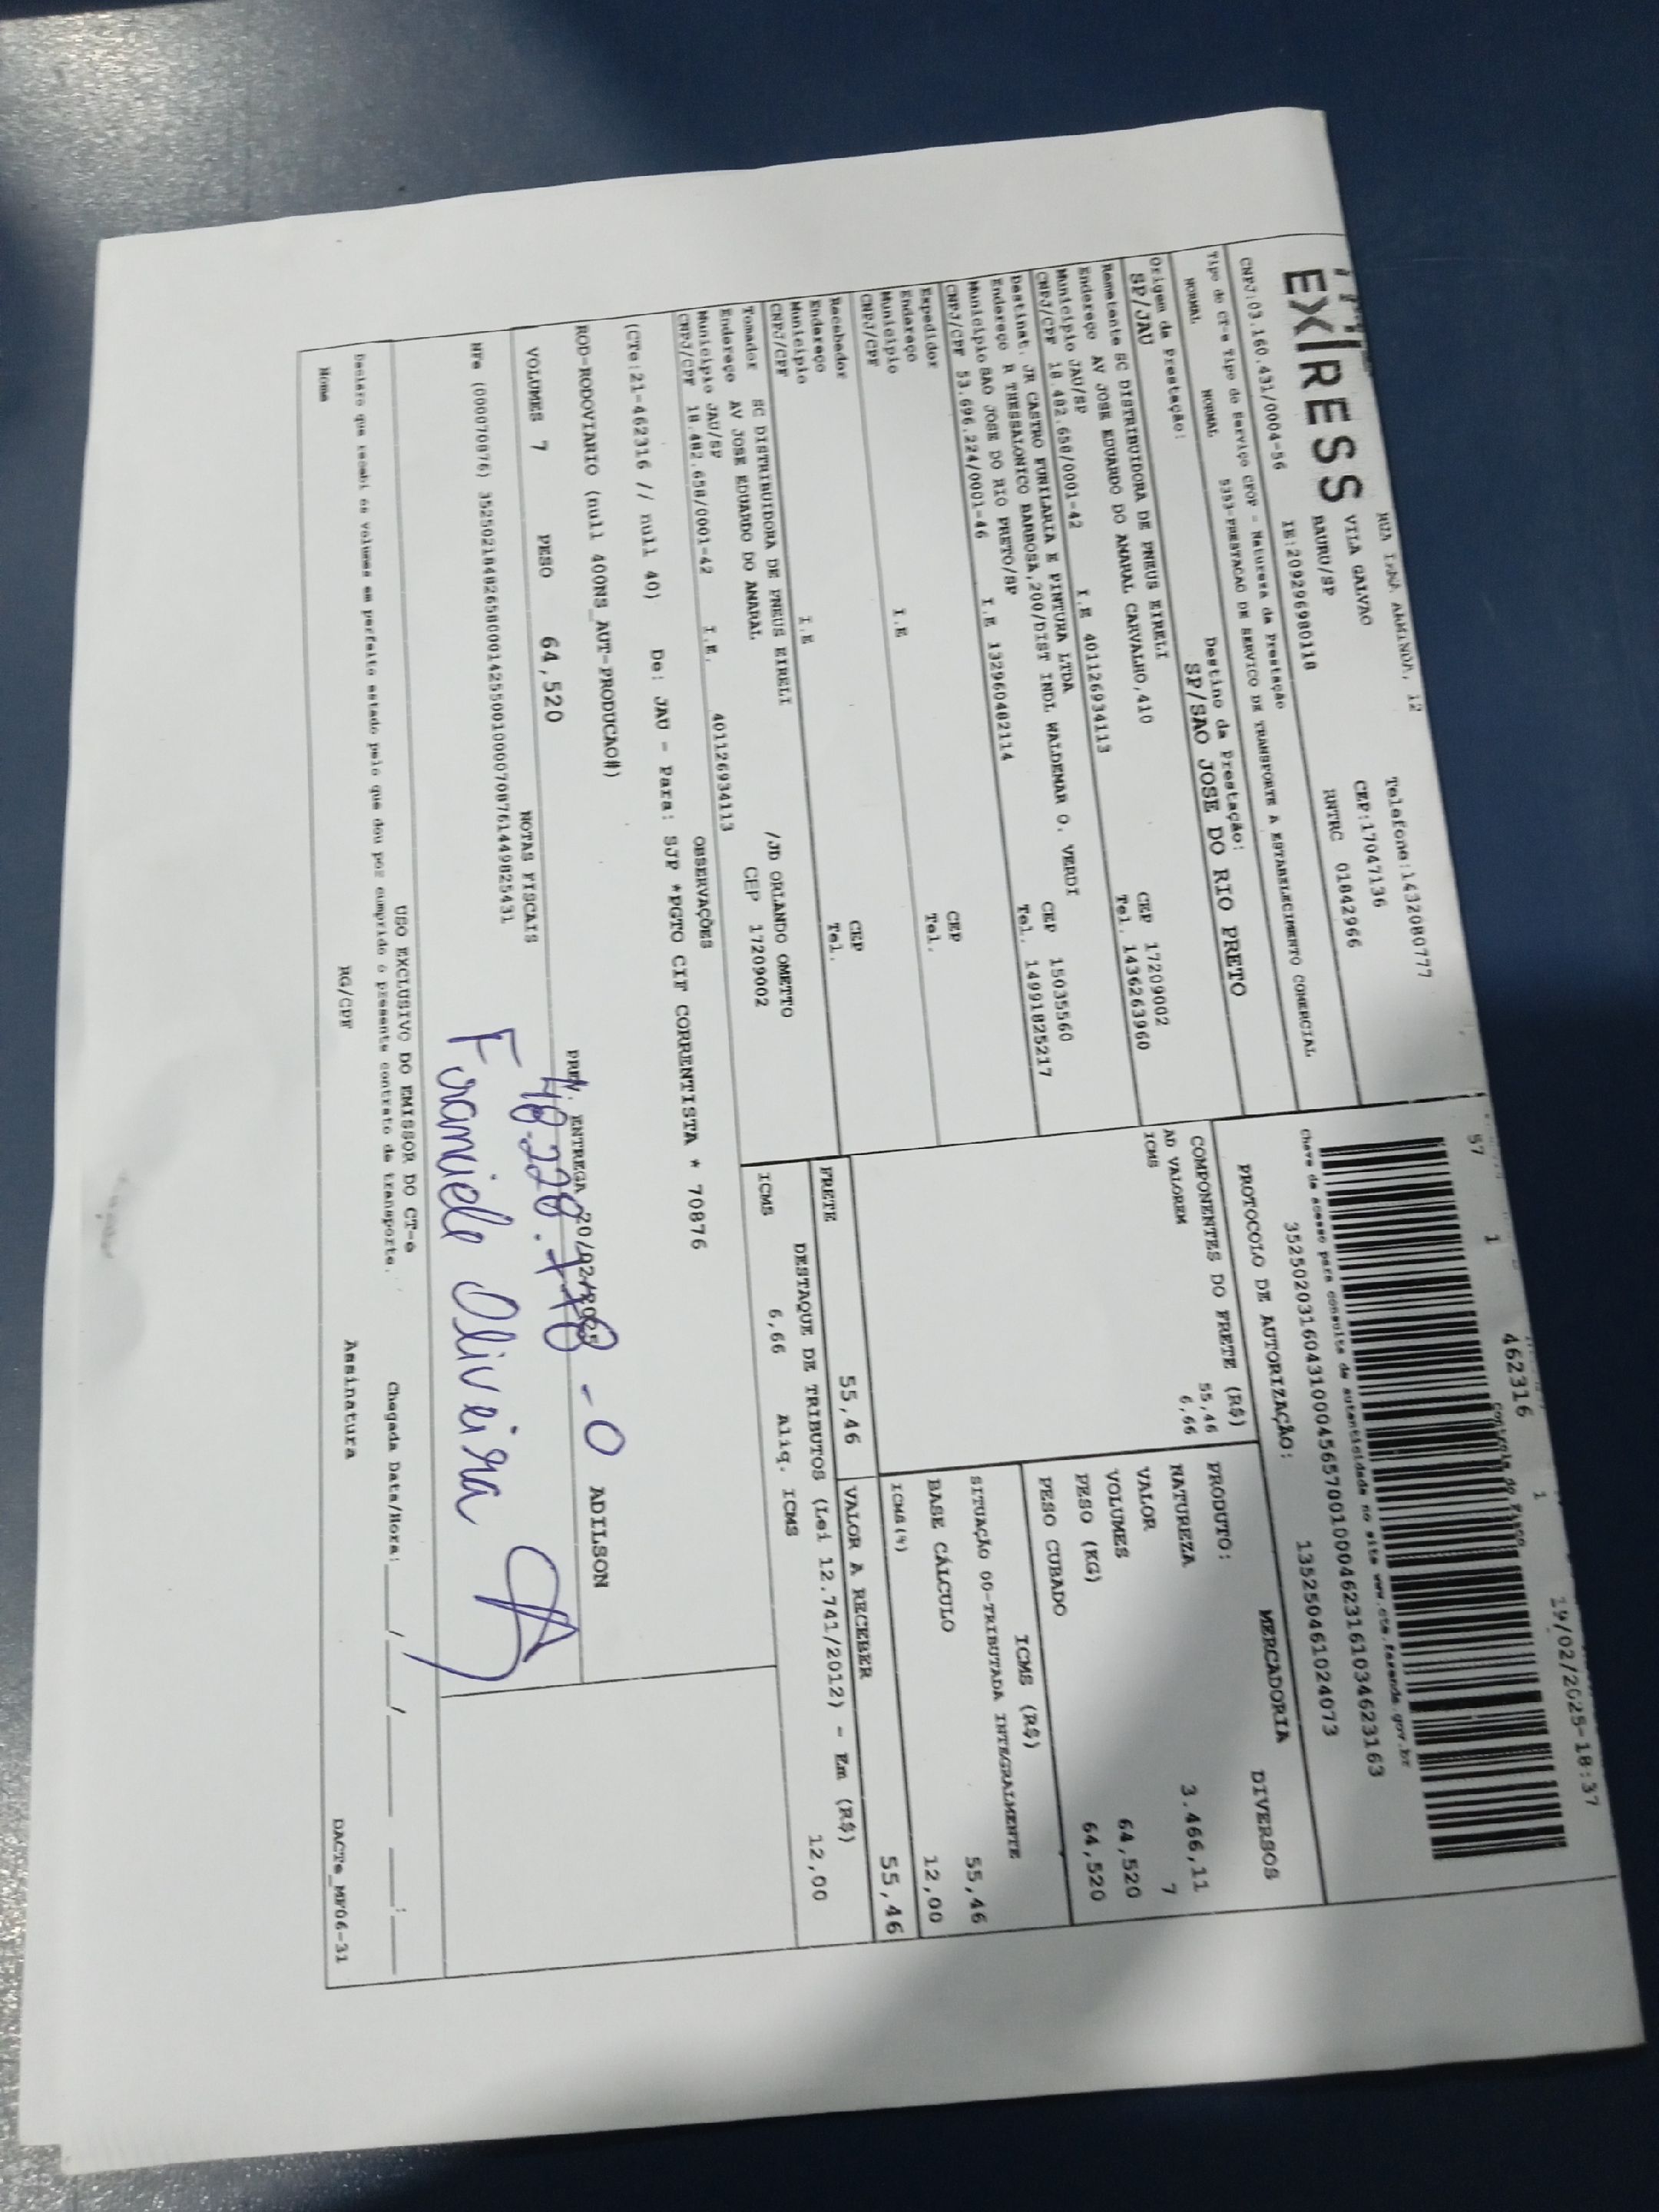 EXPRESS
RUA IRMA ARMINDA, 12
Telefone:1432080777
VILA GALVAO
CEP:17047136
BAURU/SP
RNTRC 01842966
CNPJ:03.160.431/0004-56
IE:209296980118
57 1 462316 1 19/02/2025-18:37
Controle do Fisco
Chave de acesso para consulta de autenticidade no site www.cte.fazenda.gov.br
35250203160431000456570010004623161034623163
PROTOCOLO DE AUTORIZAÇÃO: 135250461024073
Tipo do CT-e Tipo do Serviço CFOP - Natureza da Prestação
NORMAL NORMAL 5353-PRESTACAO DE SERVICO DE TRANSPORTE A ESTABELECIMENTO COMERCIAL
Origem da Prestação: Destino da Prestação:
SP/JAU SP/SAO JOSE DO RIO PRETO
Remetente SC DISTRIBUIDORA DE PNEUS EIRELI
Endereço AV JOSE EDUARDO DO AMARAL CARVALHO,410 CEP 17209002
Município JAU/SP Tel. 1436263960
CNPJ/CPF 18.482.658/0001-42 I.E 401126934113
Destinat. JR CASTRO FUNILARIA E PINTURA LTDA
Endereço R THESSALONICO BARBOSA,200/DIST INDL WALDEMAR O. VERDI CEP 15035560
Município SAO JOSE DO RIO PRETO/SP Tel. 14991825217
CNPJ/CPF 53.696.224/0001-46 I.E 132960482114
Expedidor
Endereço CEP
Município Tel.
CNPJ/CPF I.E
Recebedor
Endereço CEP
Município Tel.
CNPJ/CPF I.E
Tomador SC DISTRIBUIDORA DE PNEUS EIRELI
Endereço AV JOSE EDUARDO DO AMARAL /JD ORLANDO OMETTO
Município JAU/SP CEP 17209002
CNPJ/CPF 18.482.658/0001-42 I.E. 401126934113
COMPONENTES DO FRETE (R$)
AD VALOREM 55,46
ICMS 6,66
MERCADORIA
PRODUTO: DIVERSOS
NATUREZA
VALOR 3.466,11
VOLUMES 7
PESO (KG) 64,520
PESO CUBADO 64,520
ICMS (R$)
SITUAÇÃO 00-TRIBUTADA INTEGRALMENTE
BASE CÁLCULO 55,46
ICMS(%) 12,00
FRETE 55,46 VALOR A RECEBER 55,46
DESTAQUE DE TRIBUTOS (Lei 12.741/2012) - Em (R$)
ICMS 6,66 Aliq. ICMS 12,00
OBSERVAÇÕES
(CTe:21-462316 // null 40) De: JAU - Para: SJP *PGTO CIF CORRENTISTA * 70876
ROD-RODOVIARIO (null 400NS_AUT-PRODUCAO#)
PREV. ENTREGA 20/02/2025 ADILSON
VOLUMES 7 PESO 64,520
NOTAS FISCAIS
NFe (000070876) 35250218482658000142550010000708761449825431
Franciele Oliveira
USO EXCLUSIVO DO EMISSOR DO CT-e
Declaro que recebi os volumes em perfeito estado pelo que dou por cumprido o presente contrato de transporte.
Chegada Data/Hora: ____/____/______ ____:____
Nome RG/CPF Assinatura DACTe_MF06-31